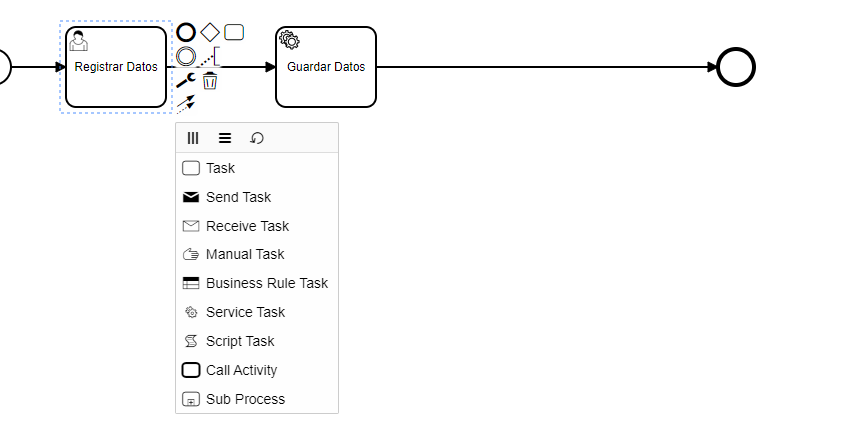 Registrar Datos
Guardar Datos
Task
Send Task
Receive Task
Manual Task
Business Rule Task
Service Task
Script Task
Call Activity
Sub Process